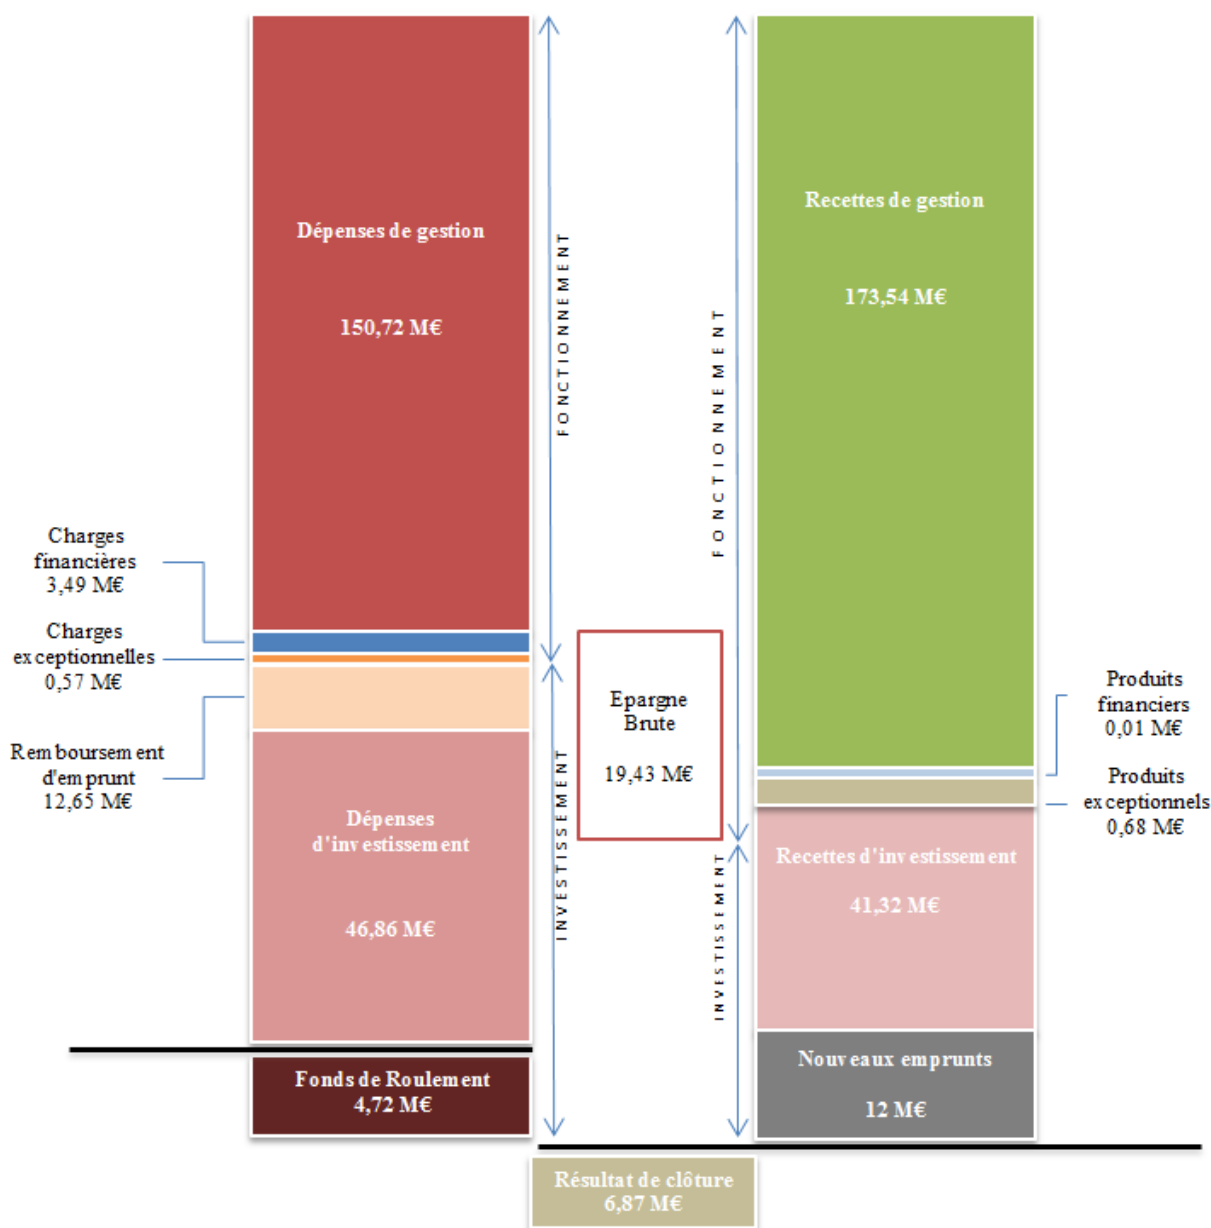 Dépenses de gestion
150,72 M€
FONCTIONNEMENT
Charges
financières
3,49 M€
Charges
exceptionnelles
0,57 M€
Remboursement
d'emprunt
12,65 M€
Dépenses
d'investissement
46,86 M€
INVESTISSEMENT
Fonds de Roulement
4,72 M€
Epargne
Brute
19,43 M€
FONCTIONNEMENT
Recettes de gestion
173,54 M€
Produits
financiers
0,01 M€
Produits
exceptionnels
0,68 M€
INVESTISSEMENT
Recettes d'investissement
41,32 M€
Nouveaux emprunts
12 M€
Résultat de clôture
6,87 M€